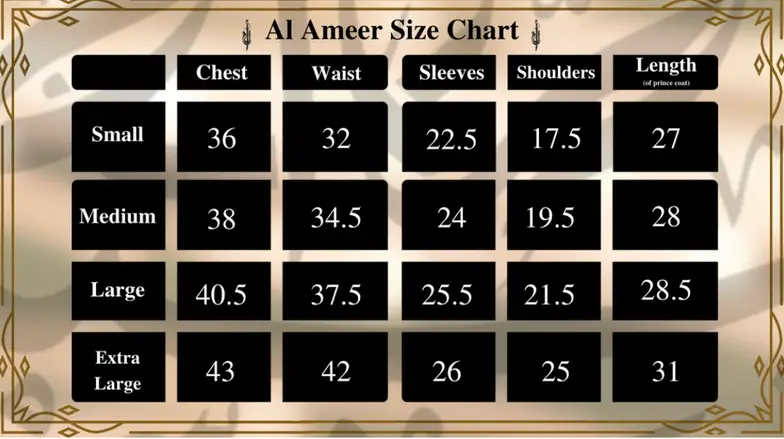 Al Ameer Size Chart
Chest Waist Sleeves Shoulders Length
(of prince coat)
Small 36 32 22.5 17.5 27
Medium 38 34.5 24 19.5 28
Large 40.5 37.5 25.5 21.5 28.5
Extra
Large 43 42 26 25 31